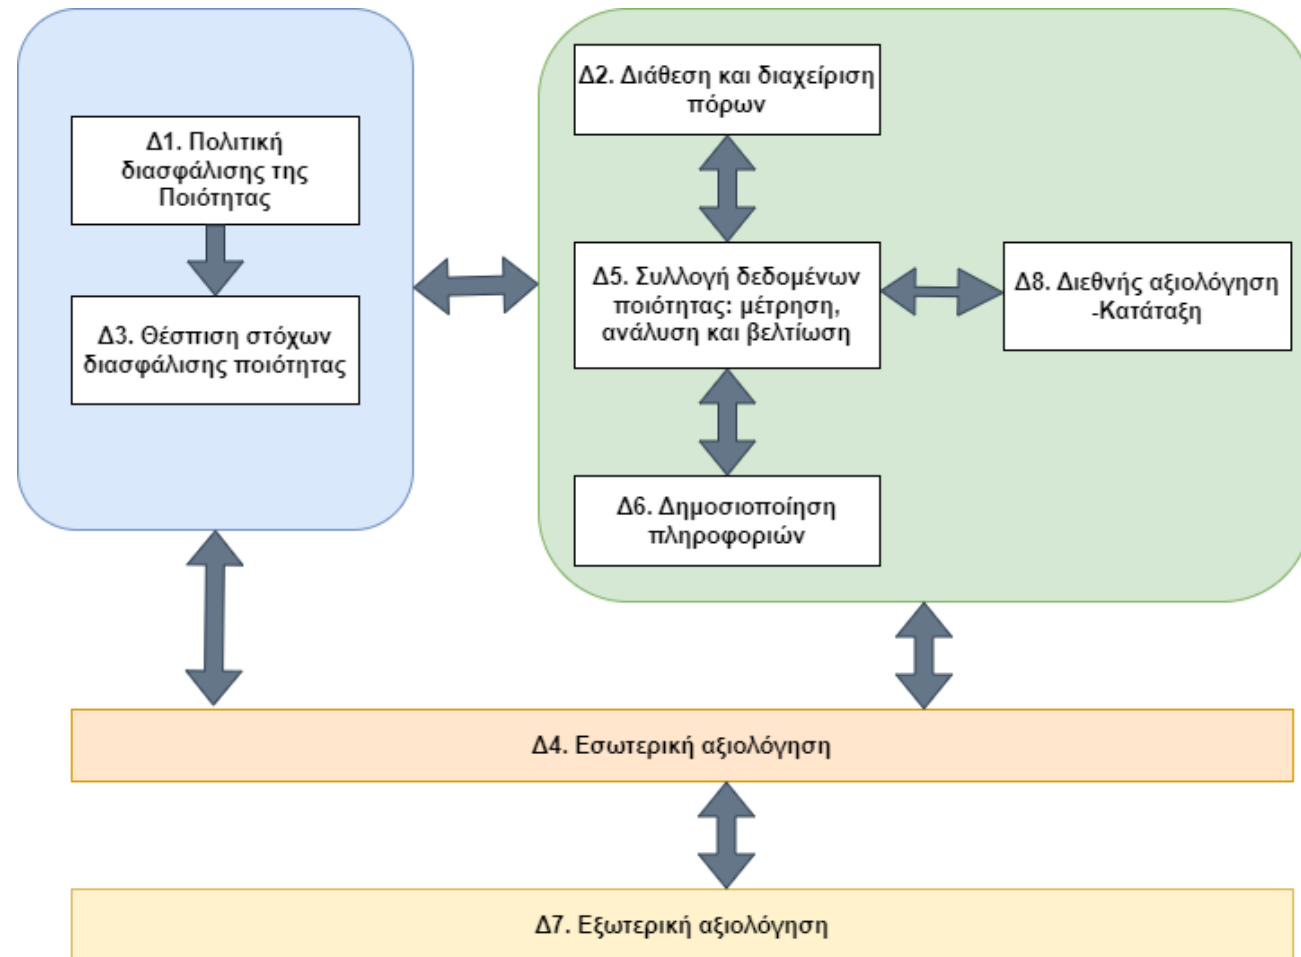 Δ1. Πολιτική
διασφάλισης της
Ποιότητας
Δ3. Θέσπιση στόχων
διασφάλισης ποιότητας
Δ2. Διάθεση και διαχείριση
πόρων
Δ5. Συλλογή δεδομένων
ποιότητας: μέτρηση,
ανάλυση και βελτίωση
Δ8. Διεθνής αξιολόγηση
-Κατάταξη
Δ6. Δημοσιοποίηση
πληροφοριών
Δ4. Εσωτερική αξιολόγηση
Δ7. Εξωτερική αξιολόγηση